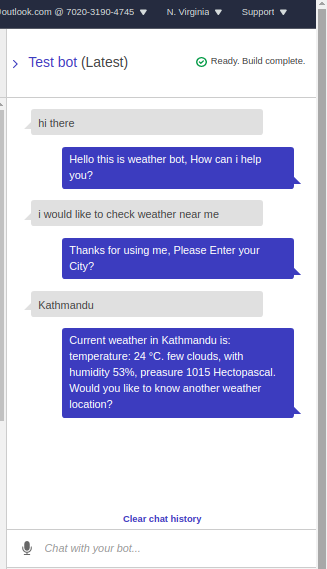 outlook.com @ 7020-3190-4745 N. Virginia Support
Test bot (Latest)
Ready. Build complete.
hi there
Hello this is weather bot, How can i help
you?
i would like to check weather near me
Thanks for using me, Please Enter your
City?
Kathmandu
Current weather in Kathmandu is:
temperature: 24 °C. few clouds, with
humidity 53%, preasure 1015 Hectopascal.
Would you like to know another weather
location?
Clear chat history
Chat with your bot...